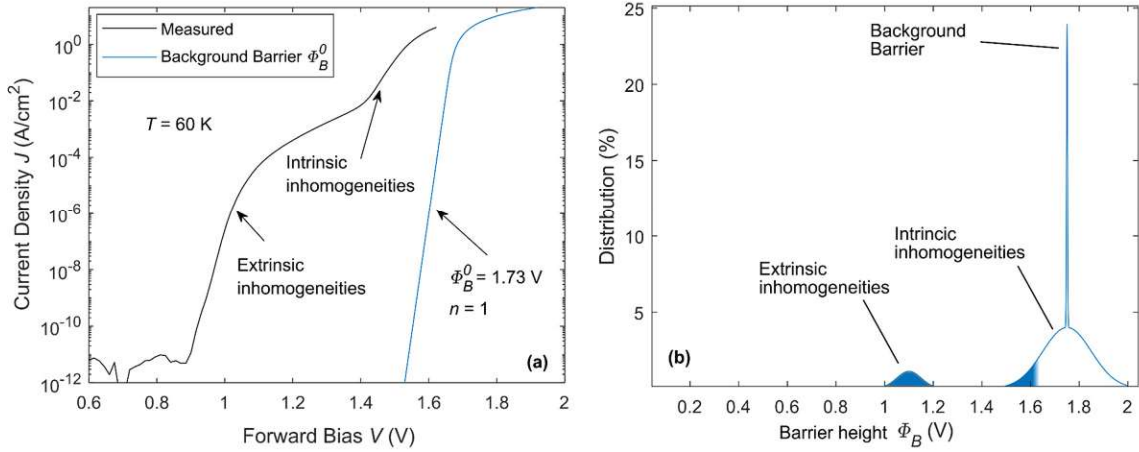 Measured
Background Barrier Φ_B^0
T = 60 K
Intrinsic
inhomogeneities
Extrinsic
inhomogeneities
Φ_B^0 = 1.73 V
n = 1
(a)
Current Density J (A/cm²)
10^0
10^-2
10^-4
10^-6
10^-8
10^-10
10^-12
0.6 0.8 1 1.2 1.4 1.6 1.8 2
Forward Bias V (V)
25
20
15
10
5
Distribution (%)
Background
Barrier
Intrincic
inhomogeneities
Extrinsic
inhomogeneities
(b)
0.2 0.4 0.6 0.8 1.0 1.2 1.4 1.6 1.8 2.0
Barrier height Φ_B (V)